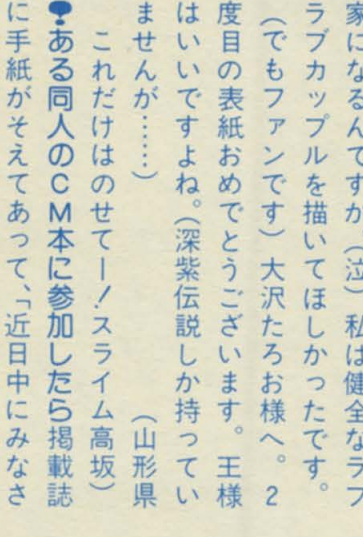 家になるんですか（泣）私は健全なラブ
ラブカップルを描いてほしかったです。
（でもファンです）大沢たろお様へ。2
度目の表紙おめでとうございます。王様
はいいですよね。（深紫伝説しか持ってい
ませんが……）　　　　　　　（山形県
これだけはのせてー！スライム高坂）
❢ある同人のCM本に参加したら掲載誌
に手紙がそえてあって、「近日中にみなさ